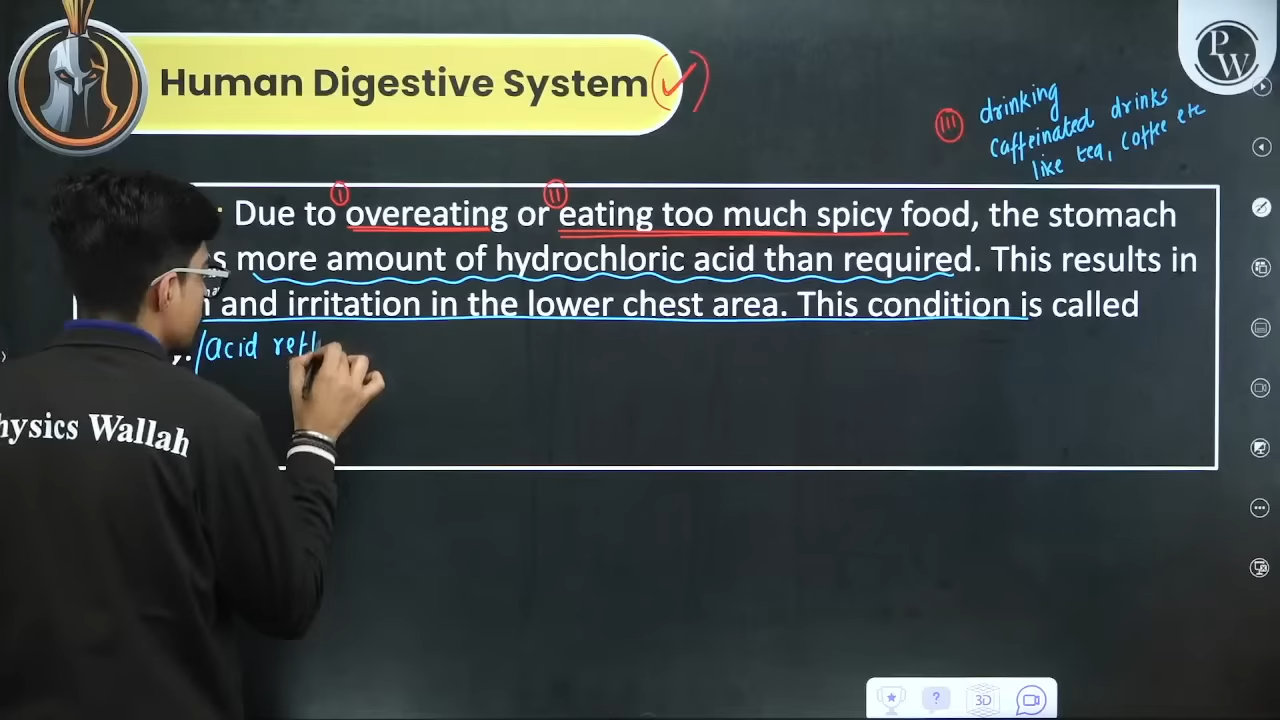 Human Digestive System
PW
III drinking
caffeinated drinks
like tea, coffee etc
I II
Due to overeating or eating too much spicy food, the stomach
s more amount of hydrochloric acid than required. This results in
and irritation in the lower chest area. This condition is called
/acid refl
hysics Wallah
?
3D